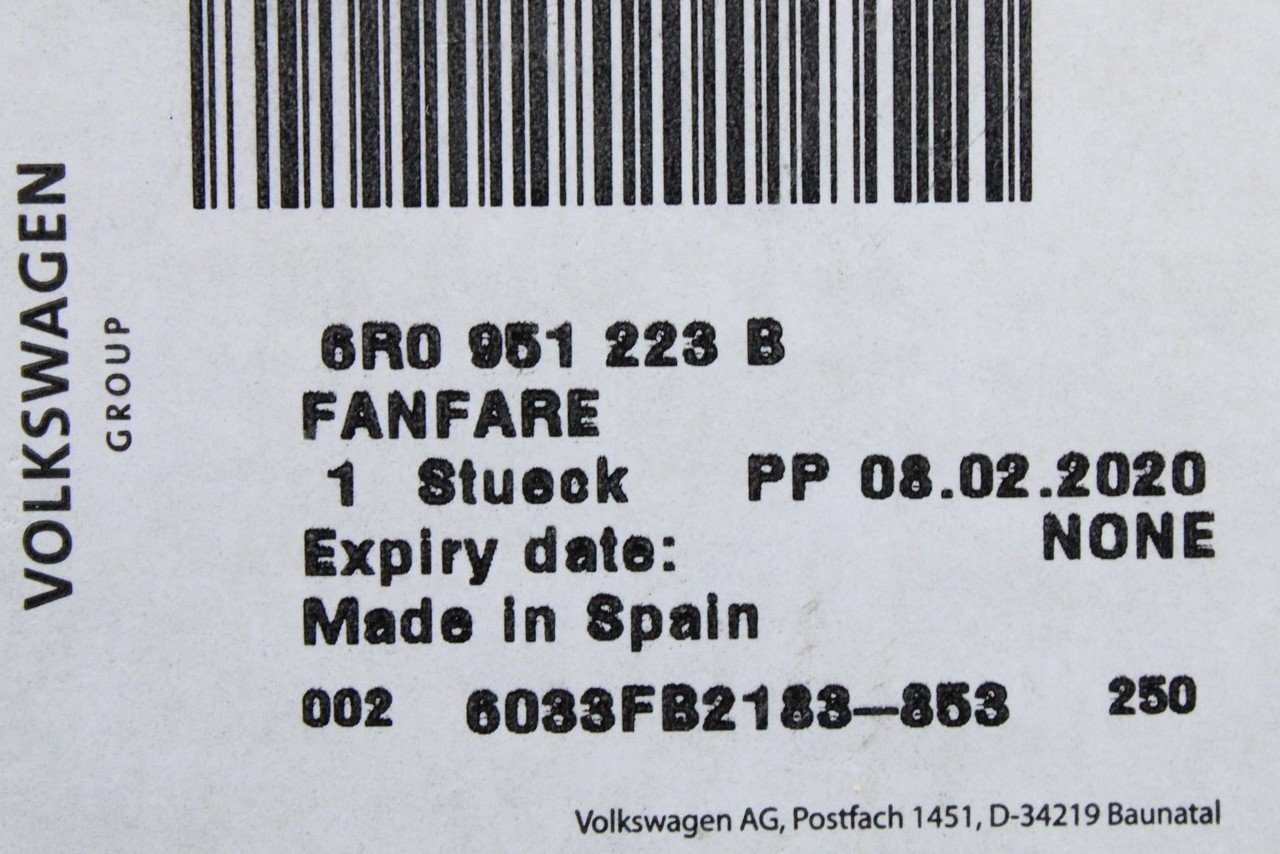 VOLKSWAGEN
GROUP
6R0 951 223 B
FANFARE
1 Stueck PP 08.02.2020
Expiry date: NONE
Made in Spain
002 6033FB2183-853 250
Volkswagen AG, Postfach 1451, D-34219 Baunatal